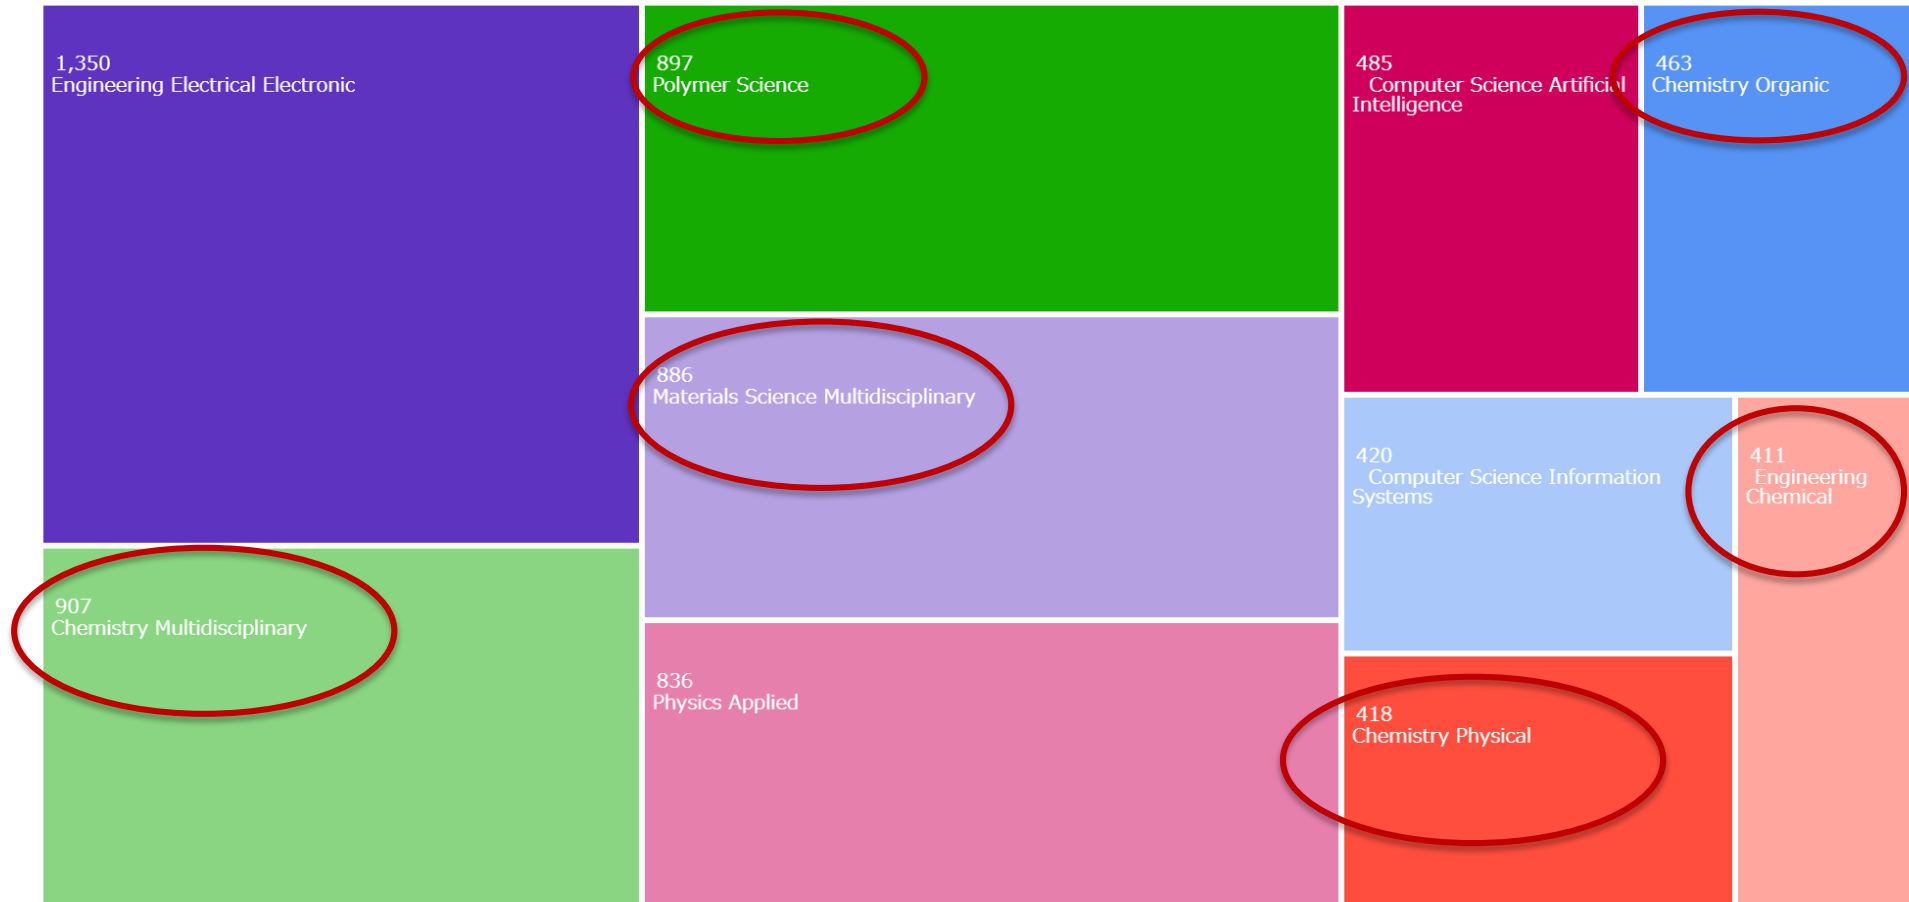 1,350
Engineering Electrical Electronic
907
Chemistry Multidisciplinary
897
Polymer Science
886
Materials Science Multidisciplinary
836
Physics Applied
485
Computer Science Artificial
Intelligence
463
Chemistry Organic
420
Computer Science Information
Systems
411
Engineering
Chemical
418
Chemistry Physical